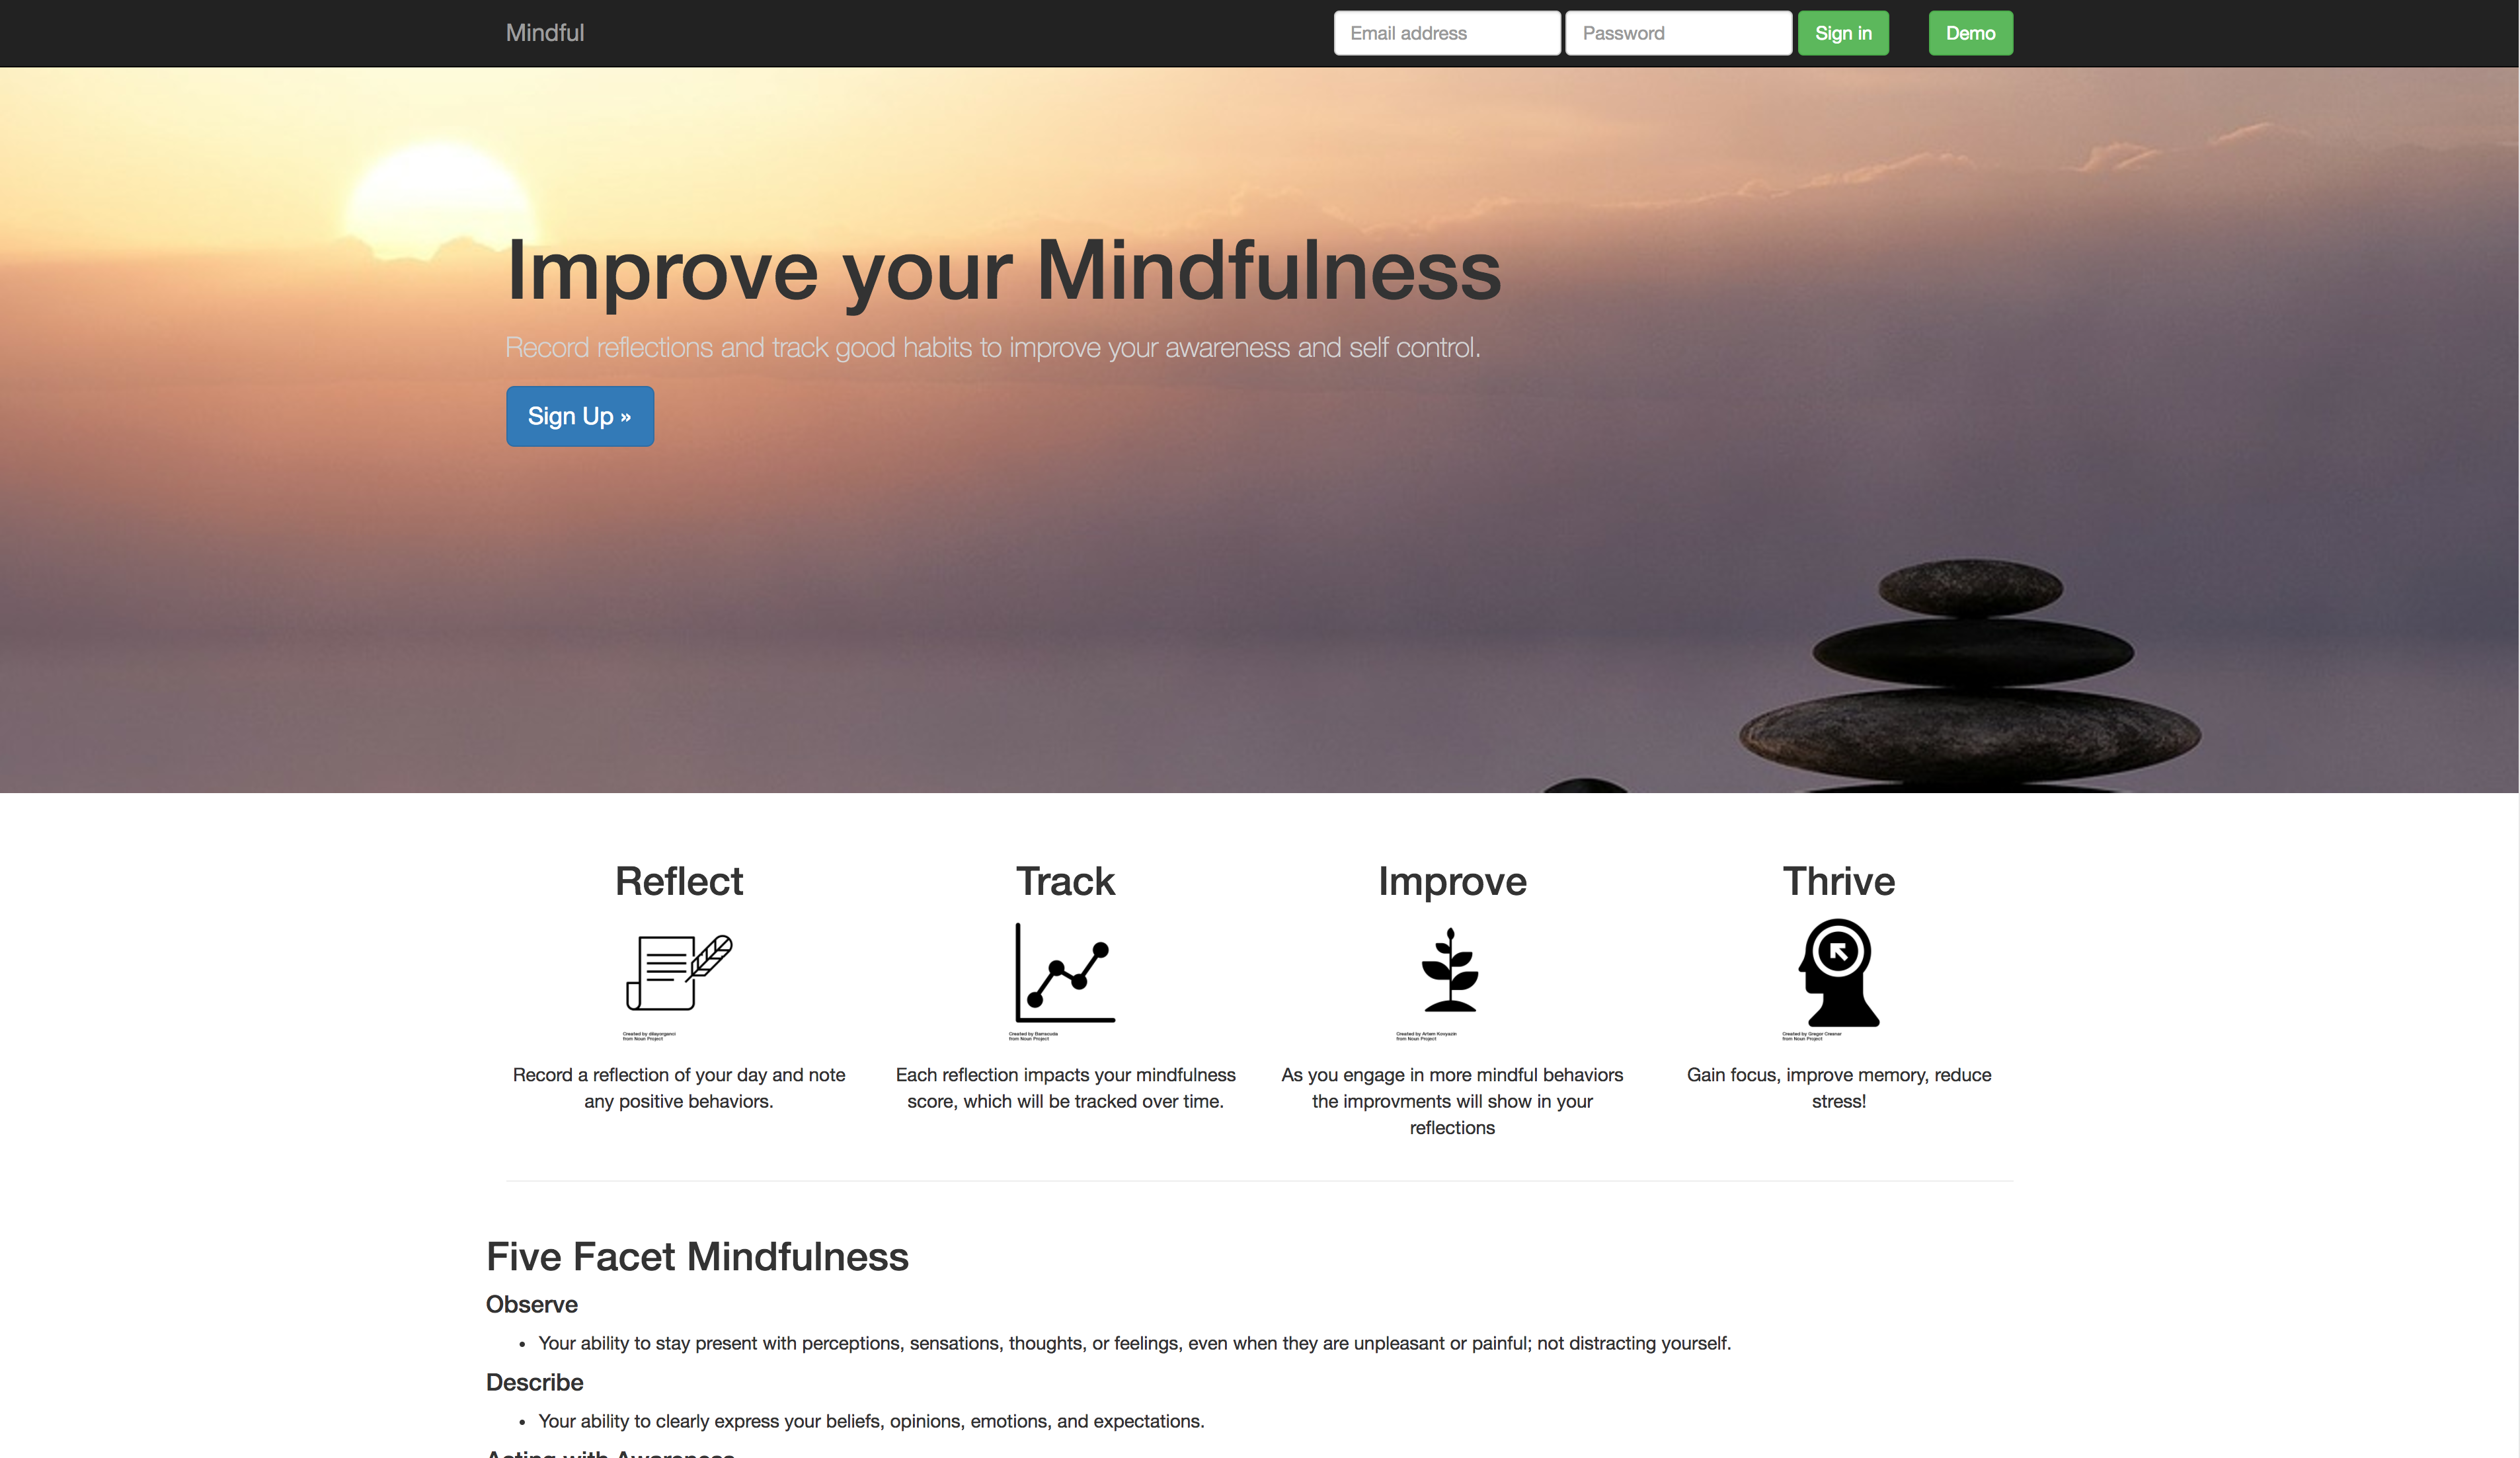 Mindful
Email address
Password
Sign in
Demo
Improve your Mindfulness
Record reflections and track good habits to improve your awareness and self control.
Sign Up »
Reflect
Created by dilayorganci
from Noun Project
Record a reflection of your day and note
any positive behaviors.
Track
Created by Barracuda
from Noun Project
Each reflection impacts your mindfulness
score, which will be tracked over time.
Improve
Created by Artem Kovyazin
from Noun Project
As you engage in more mindful behaviors
the improvments will show in your
reflections
Thrive
Created by Gregor Cresnar
from Noun Project
Gain focus, improve memory, reduce
stress!
Five Facet Mindfulness
Observe
• Your ability to stay present with perceptions, sensations, thoughts, or feelings, even when they are unpleasant or painful; not distracting yourself.
Describe
• Your ability to clearly express your beliefs, opinions, emotions, and expectations.
Acting with Awareness